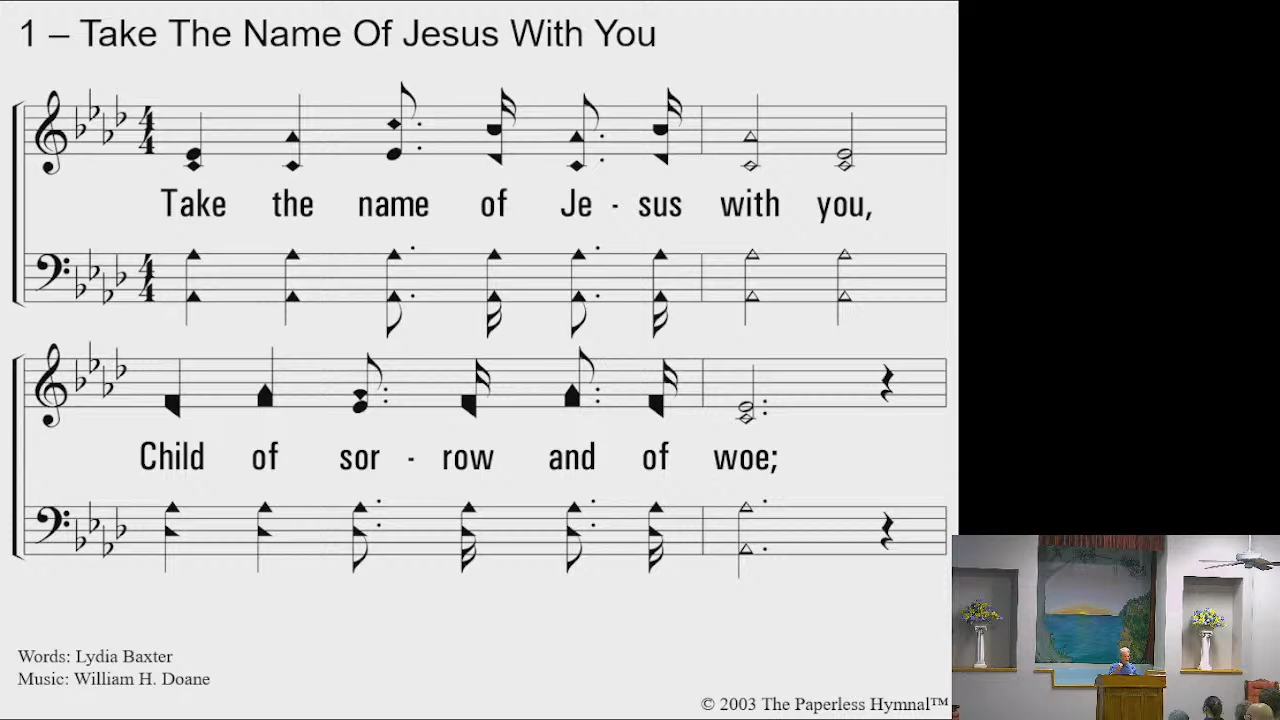 1 – Take The Name Of Jesus With You
Take the name of Je - sus with you,
Child of sor - row and of woe;
Words: Lydia Baxter
Music: William H. Doane
© 2003 The Paperless Hymnal™